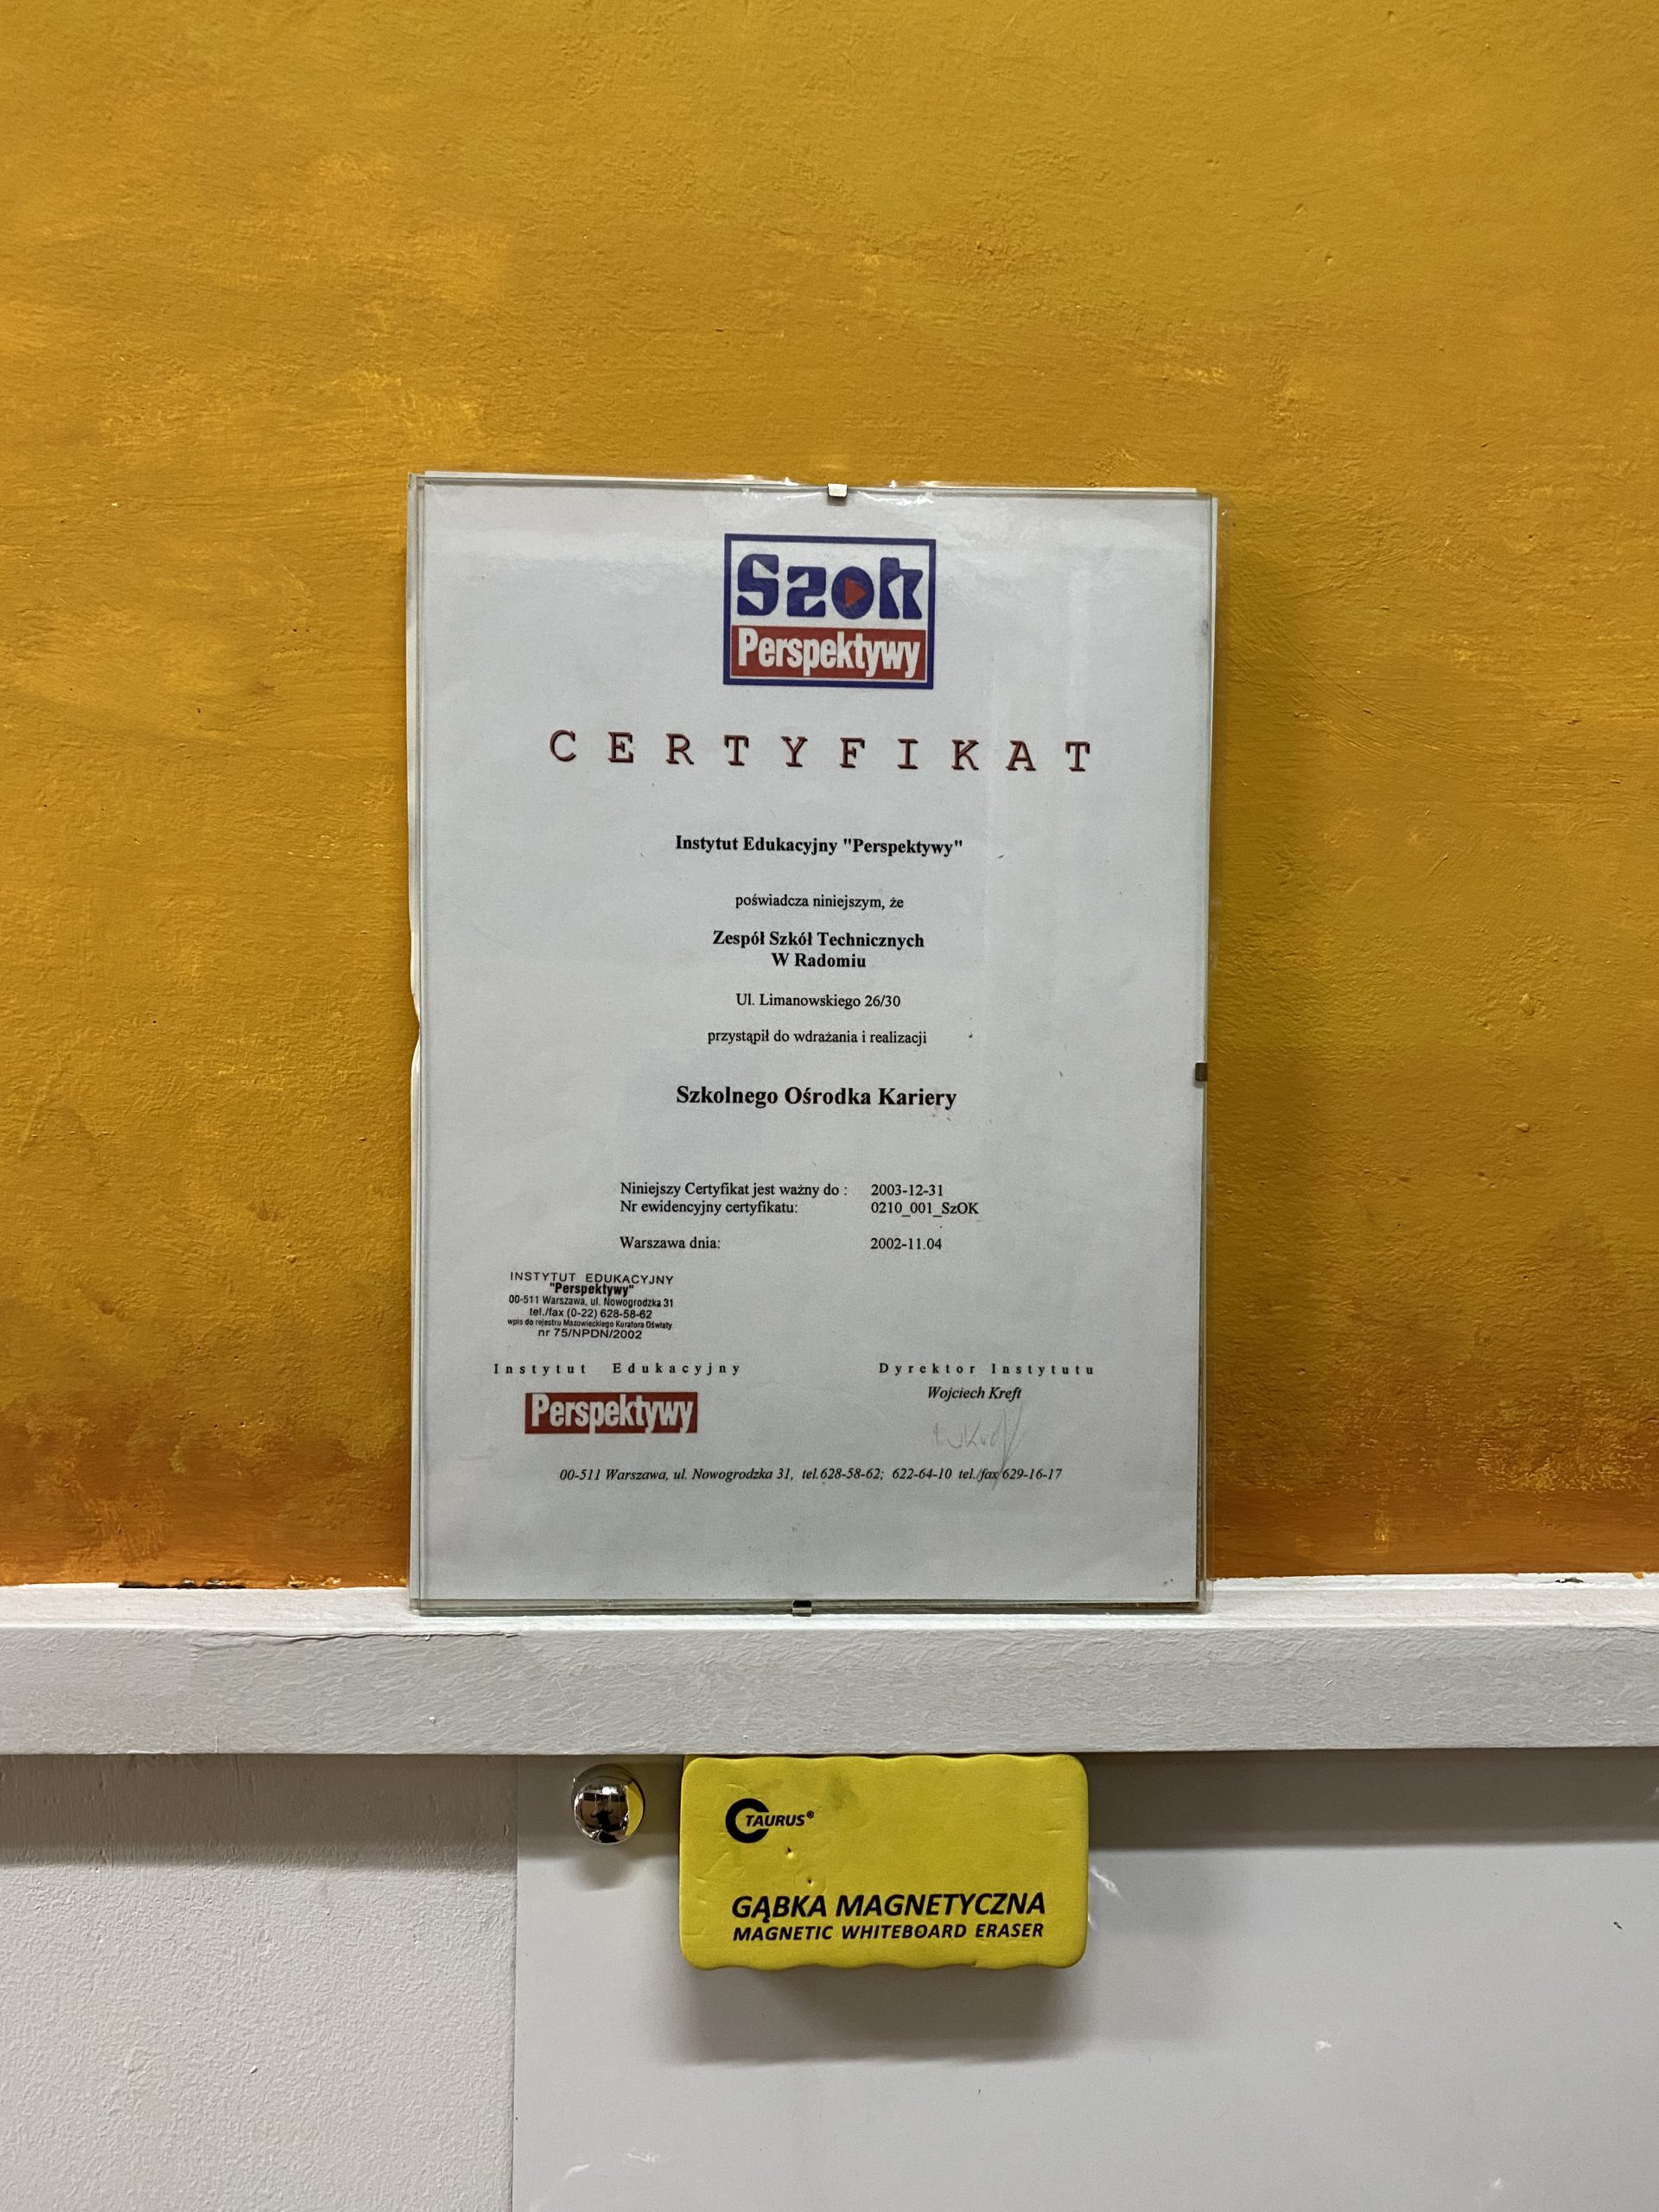 Szok
Perspektywy
CERTYFIKAT
Instytut Edukacyjny "Perspektywy"
poświadcza niniejszym, że
Zespół Szkół Technicznych
W Radomiu
Ul. Limanowskiego 26/30
przystąpił do wdrażania i realizacji
Szkolnego Ośrodka Kariery
Niniejszy Certyfikat jest ważny do : 2003-12-31
Nr ewidencyjny certyfikatu: 0210_001_SzOK
Warszawa dnia: 2002-11.04
INSTYTUT EDUKACYJNY
"Perspektywy"
00-511 Warszawa, ul. Nowogrodzka 31
tel./fax (0-22) 628-58-62
wpis do rejestru Mazowieckiego Kuratora Oświaty
nr 75/NPDN/2002
Instytut Edukacyjny
Perspektywy
Dyrektor Instytutu
Wojciech Kreft
00-511 Warszawa, ul. Nowogrodzka 31, tel.628-58-62; 622-64-10 tel./fax 629-16-17
TAURUS®
GĄBKA MAGNETYCZNA
MAGNETIC WHITEBOARD ERASER